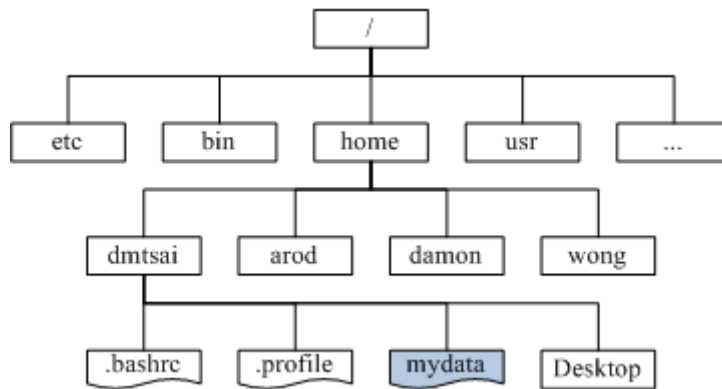 /
etc bin home usr ...
dmtsai arod damon wong
.bashrc .profile mydata Desktop